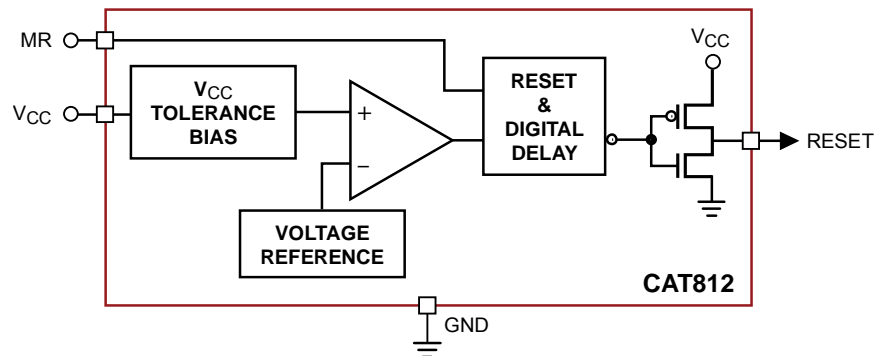 MR
VCC
VCC
TOLERANCE
BIAS
+
−
VOLTAGE
REFERENCE
RESET
&
DIGITAL
DELAY
VCC
RESET
CAT812
GND